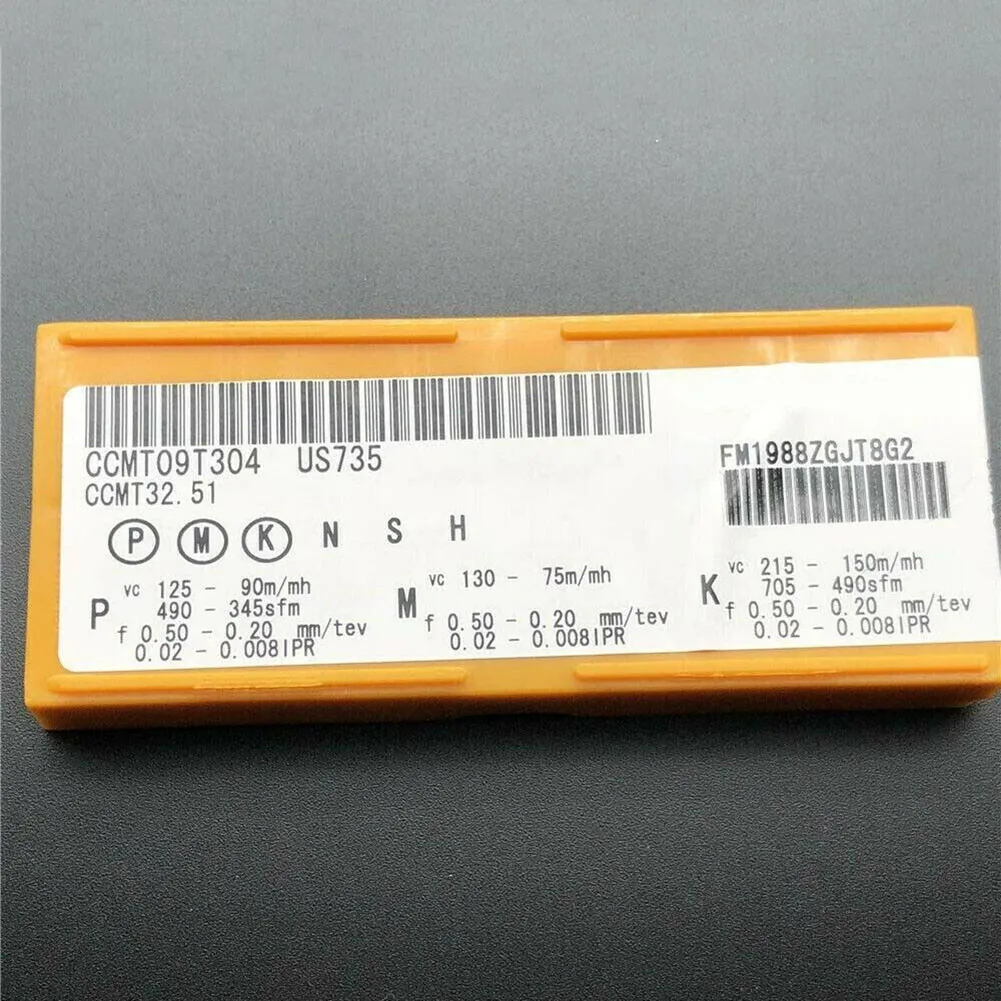 CCMT09T304 US735
CCMT32.51
FM1988ZGJT8G2
P M K N S H
P
vc 125 - 90m/mh
490 - 345sfm
f 0.50 - 0.20 mm/tev
0.02 - 0.008IPR
M
vc 130 - 75m/mh
f 0.50 - 0.20 mm/tev
0.02 - 0.008IPR
K
vc 215 - 150m/mh
705 - 490sfm
f 0.50 - 0.20 mm/tev
0.02 - 0.008IPR